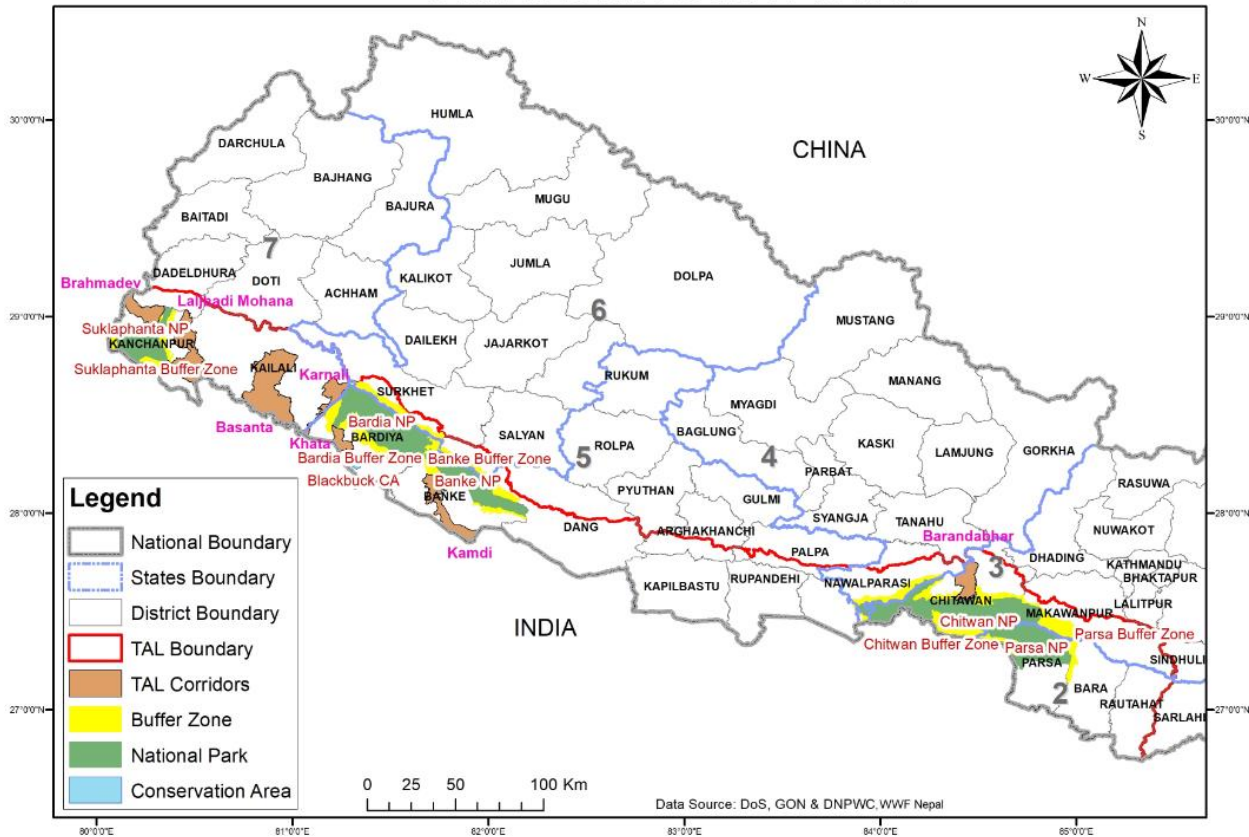 N
W
E
S
30°0'0"N
30°0'0"N
HUMLA
DARCHULA
CHINA
BAJHANG
BAJURA
MUGU
BAITADI
7
JUMLA
DOLPA
DADELDHURA
DOTI
KALIKOT
Brahmadev
ACHHAM
Laljhadi Mohana
6
29°0'0"N
29°0'0"N
MUSTANG
Suklaphanta NP
KANCHANPUR
DAILEKH
JAJARKOT
Suklaphanta Buffer Zone
KAILALI
Karnali
SURKHET
RUKUM
MANANG
MYAGDI
Basanta
Bardia NP
Khata
BARDIYA
SALYAN
ROLPA
BAGLUNG
KASKI
LAMJUNG
GORKHA
Bardia Buffer Zone
Banke Buffer Zone
5
4
PARBAT
RASUWA
Blackbuck CA
Banke NP
BANKE
PYUTHAN
GULMI
SYANGJA
TANAHU
NUWAKOT
28°0'0"N
28°0'0"N
Kamdi
DANG
ARGHAKHANCHI
PALPA
Barandabhar
DHADING
KATHMANDU
BHAKTAPUR
3
KAPILBASTU
RUPANDEHI
NAWALPARASI
CHITAWAN
MAKAWANPUR
LALITPUR
INDIA
Chitwan NP
Parsa Buffer Zone
Chitwan Buffer Zone
Parsa NP
SINDHULI
PARSA
2
BARA
RAUTAHAT
SARLAHI
27°0'0"N
27°0'0"N
Legend
National Boundary
States Boundary
District Boundary
TAL Boundary
TAL Corridors
Buffer Zone
National Park
Conservation Area
0 25 50 100 Km
Data Source: DoS, GON & DNPWC, WWF Nepal
80°0'0"E
81°0'0"E
82°0'0"E
83°0'0"E
84°0'0"E
85°0'0"E